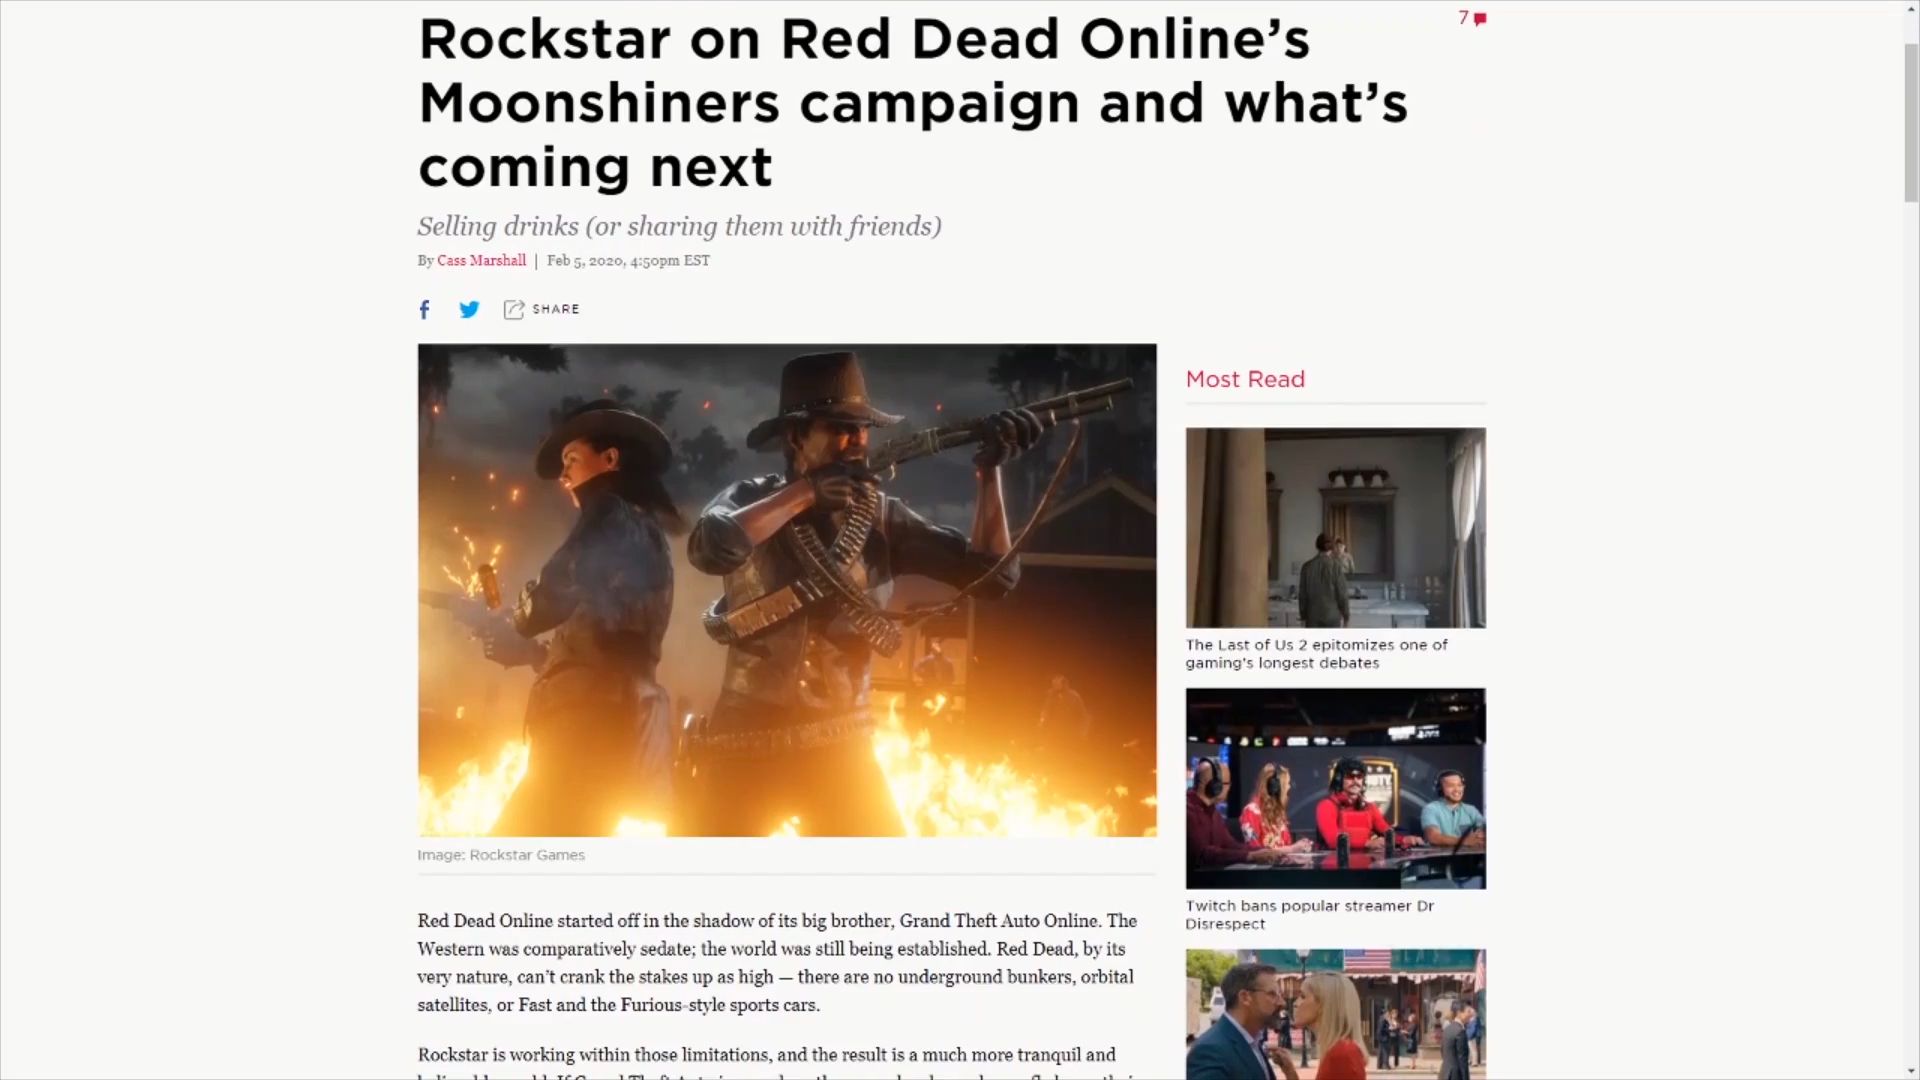 Rockstar on Red Dead Online’s
Moonshiners campaign and what’s
coming next
7
Selling drinks (or sharing them with friends)
By Cass Marshall | Feb 5, 2020, 4:50pm EST
SHARE
Image: Rockstar Games
Red Dead Online started off in the shadow of its big brother, Grand Theft Auto Online. The
Western was comparatively sedate; the world was still being established. Red Dead, by its
very nature, can’t crank the stakes up as high — there are no underground bunkers, orbital
satellites, or Fast and the Furious-style sports cars.
Rockstar is working within those limitations, and the result is a much more tranquil and
Most Read
The Last of Us 2 epitomizes one of
gaming’s longest debates
Twitch bans popular streamer Dr
Disrespect